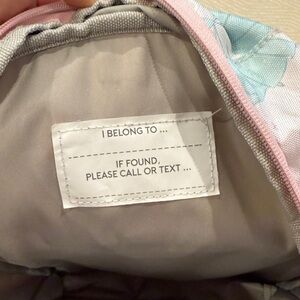 I BELONG TO ...
IF FOUND,
PLEASE CALL OR TEXT ...